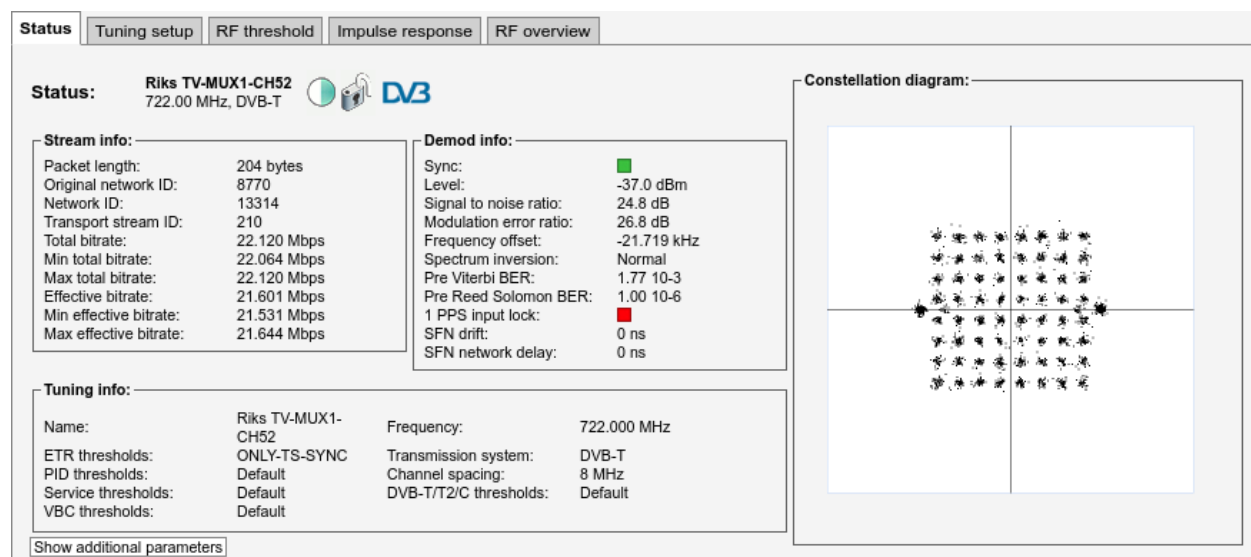 Status Tuning setup RF threshold Impulse response RF overview
Status: Riks TV-MUX1-CH52
722.00 MHz, DVB-T
DVB
Stream info:
Packet length: 204 bytes
Original network ID: 8770
Network ID: 13314
Transport stream ID: 210
Total bitrate: 22.120 Mbps
Min total bitrate: 22.064 Mbps
Max total bitrate: 22.120 Mbps
Effective bitrate: 21.601 Mbps
Min effective bitrate: 21.531 Mbps
Max effective bitrate: 21.644 Mbps
Demod info:
Sync:
Level: -37.0 dBm
Signal to noise ratio: 24.8 dB
Modulation error ratio: 26.8 dB
Frequency offset: -21.719 kHz
Spectrum inversion: Normal
Pre Viterbi BER: 1.77 10-3
Pre Reed Solomon BER: 1.00 10-6
1 PPS input lock:
SFN drift: 0 ns
SFN network delay: 0 ns
Constellation diagram:
Tuning info:
Name: Riks TV-MUX1-
CH52
Frequency: 722.000 MHz
ETR thresholds: ONLY-TS-SYNC Transmission system: DVB-T
PID thresholds: Default Channel spacing: 8 MHz
Service thresholds: Default DVB-T/T2/C thresholds: Default
VBC thresholds: Default
Show additional parameters